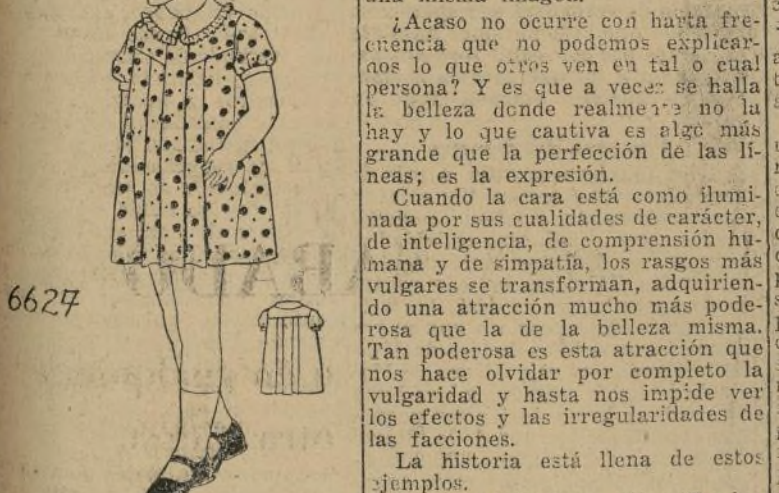 una misma imagen.
¿Acaso no ocurre con harta fre-
cuencia que no podemos explicar-
nos lo que otros ven en tal o cual
persona? Y es que a veces se halla
la belleza donde realmente no la
hay y lo que cautiva es algo más
grande que la perfección de las lí-
neas; es la expresión.
Cuando la cara está como ilumi-
nada por sus cualidades de carácter,
de inteligencia, de comprensión hu-
mana y de simpatía, los rasgos más
vulgares se transforman, adquirien-
do una atracción mucho más pode-
rosa que la de la belleza misma.
Tan poderosa es esta atracción que
nos hace olvidar por completo la
vulgaridad y hasta nos impide ver
los efectos y las irregularidades de
las facciones.
La historia está llena de estos
ejemplos.
6627